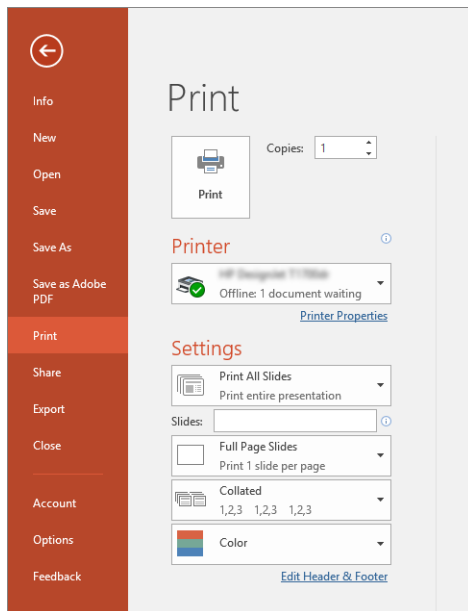 Info
New
Open
Save
Save As
Save as Adobe
PDF
Print
Share
Export
Close
Account
Options
Feedback
Print
Copies: 1
Print
Printer
Offline: 1 document waiting
Printer Properties
Settings
Print All Slides
Print entire presentation
Slides:
Full Page Slides
Print 1 slide per page
Collated
1,2,3 1,2,3 1,2,3
Color
Edit Header & Footer